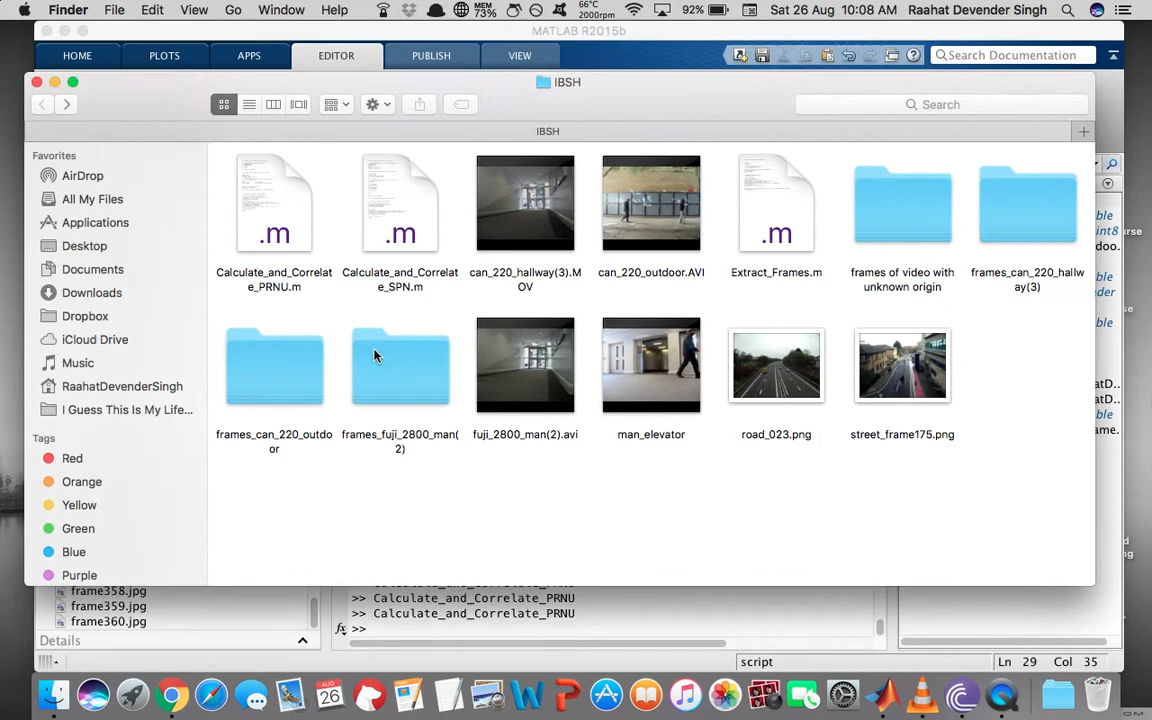 Finder File Edit View Go Window Help MEM 73% 66°C 2000rpm 92% Sat 26 Aug 10:08 AM Raahat Devender Singh
MATLAB R2015b
HOME PLOTS APPS EDITOR PUBLISH VIEW Search Documentation
IBSH
Search
IBSH
Favorites
AirDrop
All My Files
Applications
Desktop
Documents
Downloads
Dropbox
iCloud Drive
Music
RaahatDevenderSingh
I Guess This Is My Life...
Tags
Red
Orange
Yellow
Green
Blue
Purple
.m .m .m
Calculate_and_Correlat
e_PRNU.m
Calculate_and_Correlat
e_SPN.m
can_220_hallway(3).M
OV
can_220_outdoor.AVI
Extract_Frames.m
frames of video with
unknown origin
frames_can_220_hallw
ay(3)
frames_can_220_outdo
or
frames_fuji_2800_man(
2)
fuji_2800_man(2).avi
man_elevator
road_023.png
street_frame175.png
frame358.jpg
frame359.jpg
frame360.jpg
Details
>> Calculate_and_Correlate_PRNU
>> Calculate_and_Correlate_PRNU
fx >>
script Ln 29 Col 35